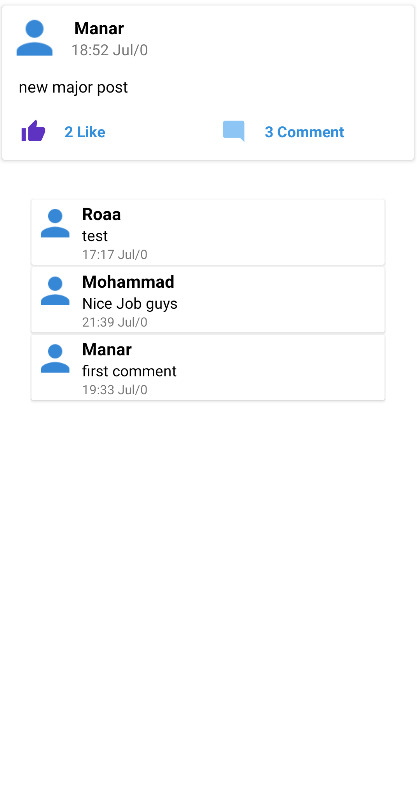 Manar
18:52 Jul/0
new major post
2 Like
3 Comment
Roaa
test
17:17 Jul/0
Mohammad
Nice Job guys
21:39 Jul/0
Manar
first comment
19:33 Jul/0